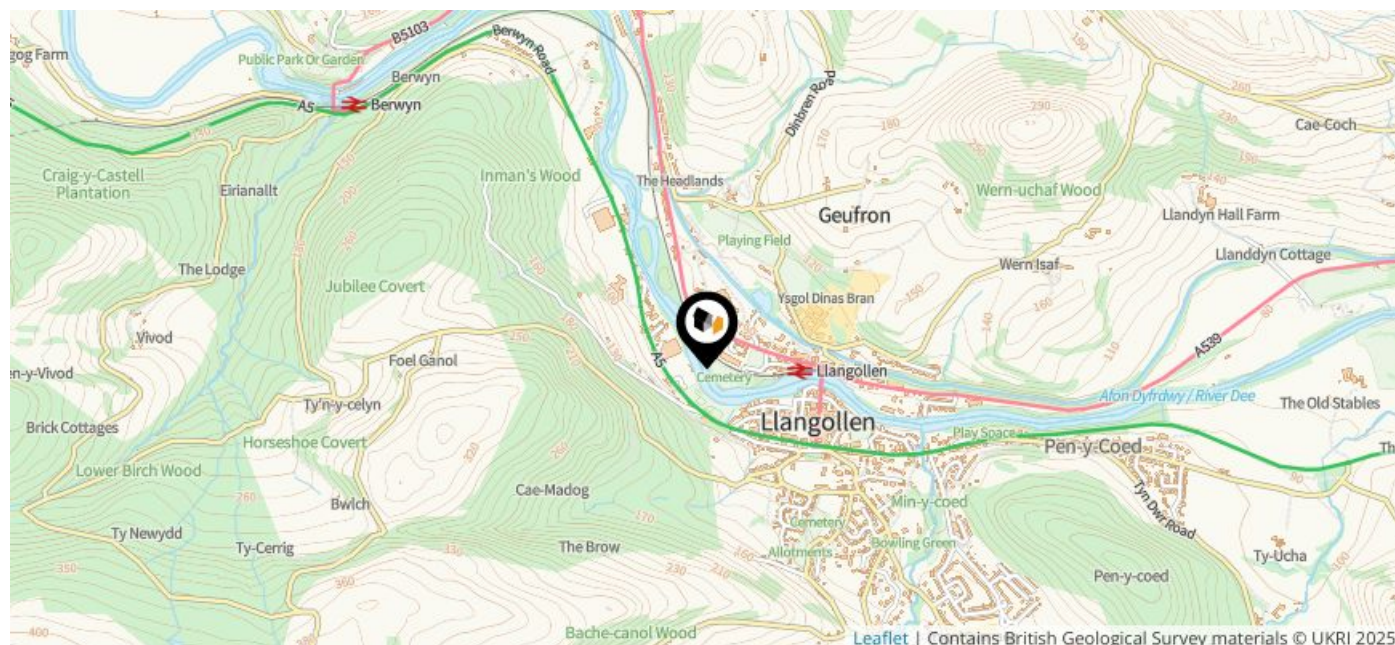 B5103
Berwyn Road
gog Farm
Public Park Or Garden
Berwyn
A5
Berwyn
Dinbren Road
Cae-Coch
Craig-y-Castell
Plantation
Eirianallt
Inman's Wood
The Headlands
Wern-uchaf Wood
Geufron
Llandyn Hall Farm
Playing Field
Llanddyn Cottage
The Lodge
Wern Isaf
Jubilee Covert
Ysgol Dinas Bran
Vivod
Foel Ganol
A5
A539
en-y-Vivod
Cemetery
Llangollen
Afon Dyfrdwy / River Dee
Ty'n-y-celyn
The Old Stables
Brick Cottages
Horseshoe Covert
Llangollen
Play Space
Pen-y-Coed
Th
Lower Birch Wood
Cae-Madog
Bwlch
Min-y-coed
Tyn Dwr Road
Ty Newydd
Ty-Cerrig
The Brow
Cemetery
Allotments
Bowling Green
Ty-Ucha
Pen-y-coed
Bache-canol Wood
Leaflet | Contains British Geological Survey materials © UKRI 2025